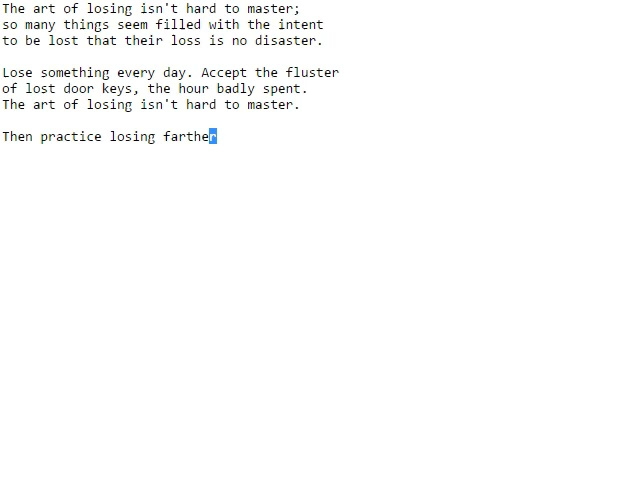 The art of losing isn't hard to master;
so many things seem filled with the intent
to be lost that their loss is no disaster.

Lose something every day. Accept the fluster
of lost door keys, the hour badly spent.
The art of losing isn't hard to master.

Then practice losing farther